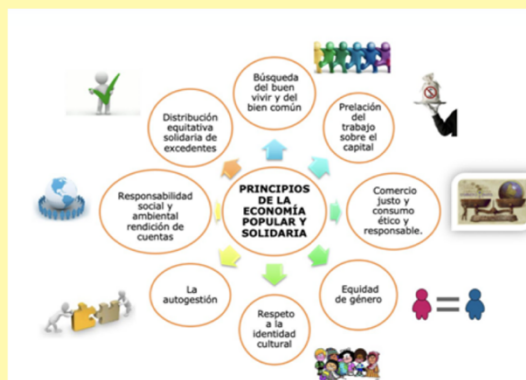 Búsqueda
del buen
vivir y del
bien común
Prelación
del
trabajo
sobre el
capital
Comercio
justo y
consumo
ético y
responsable.
Equidad
de género
Respeto
a la
identidad
cultural
La
autogestión
Responsabilidad
social y
ambiental
rendición de
cuentas
Distribución
equitativa
solidaria de
excedentes
PRINCIPIOS
DE LA
ECONOMÍA
POPULAR Y
SOLIDARIA